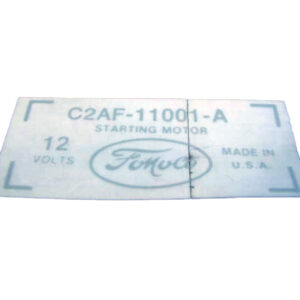 C2AF-11001-A
STARTING MOTOR
12
VOLTS
FoMoCo
MADE IN
U.S.A.